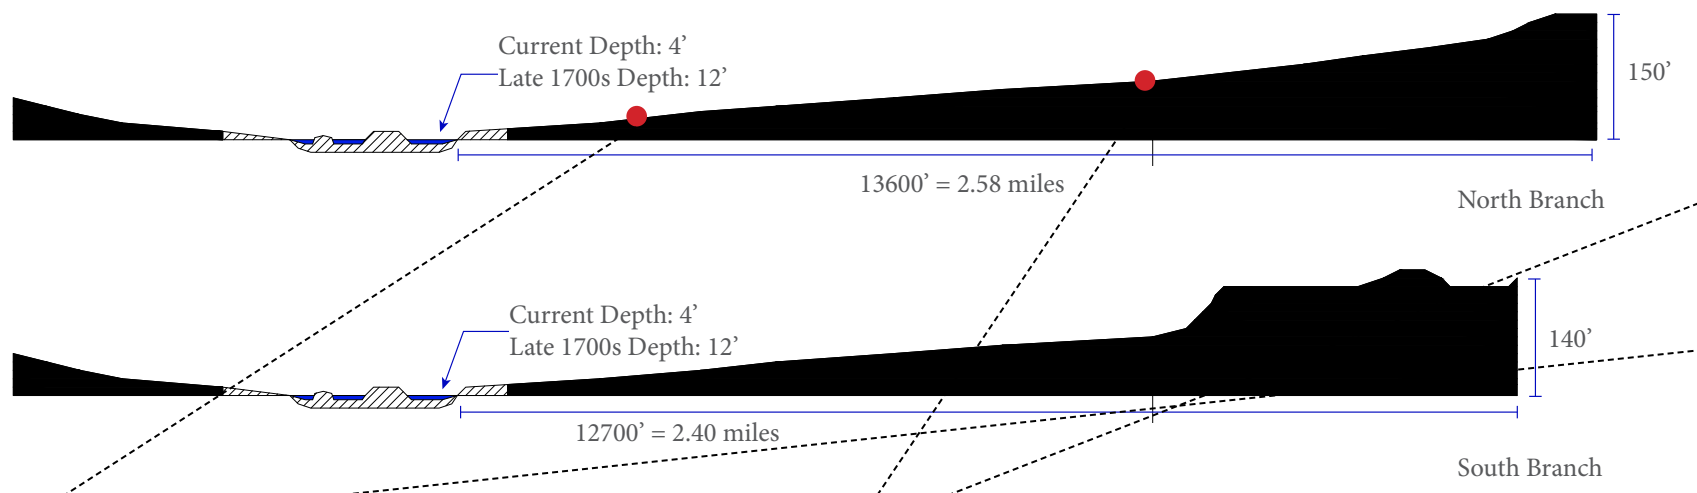 Current Depth: 4’
Late 1700s Depth: 12’
150’
13600’ = 2.58 miles
North Branch
Current Depth: 4’
Late 1700s Depth: 12’
140’
12700’ = 2.40 miles
South Branch